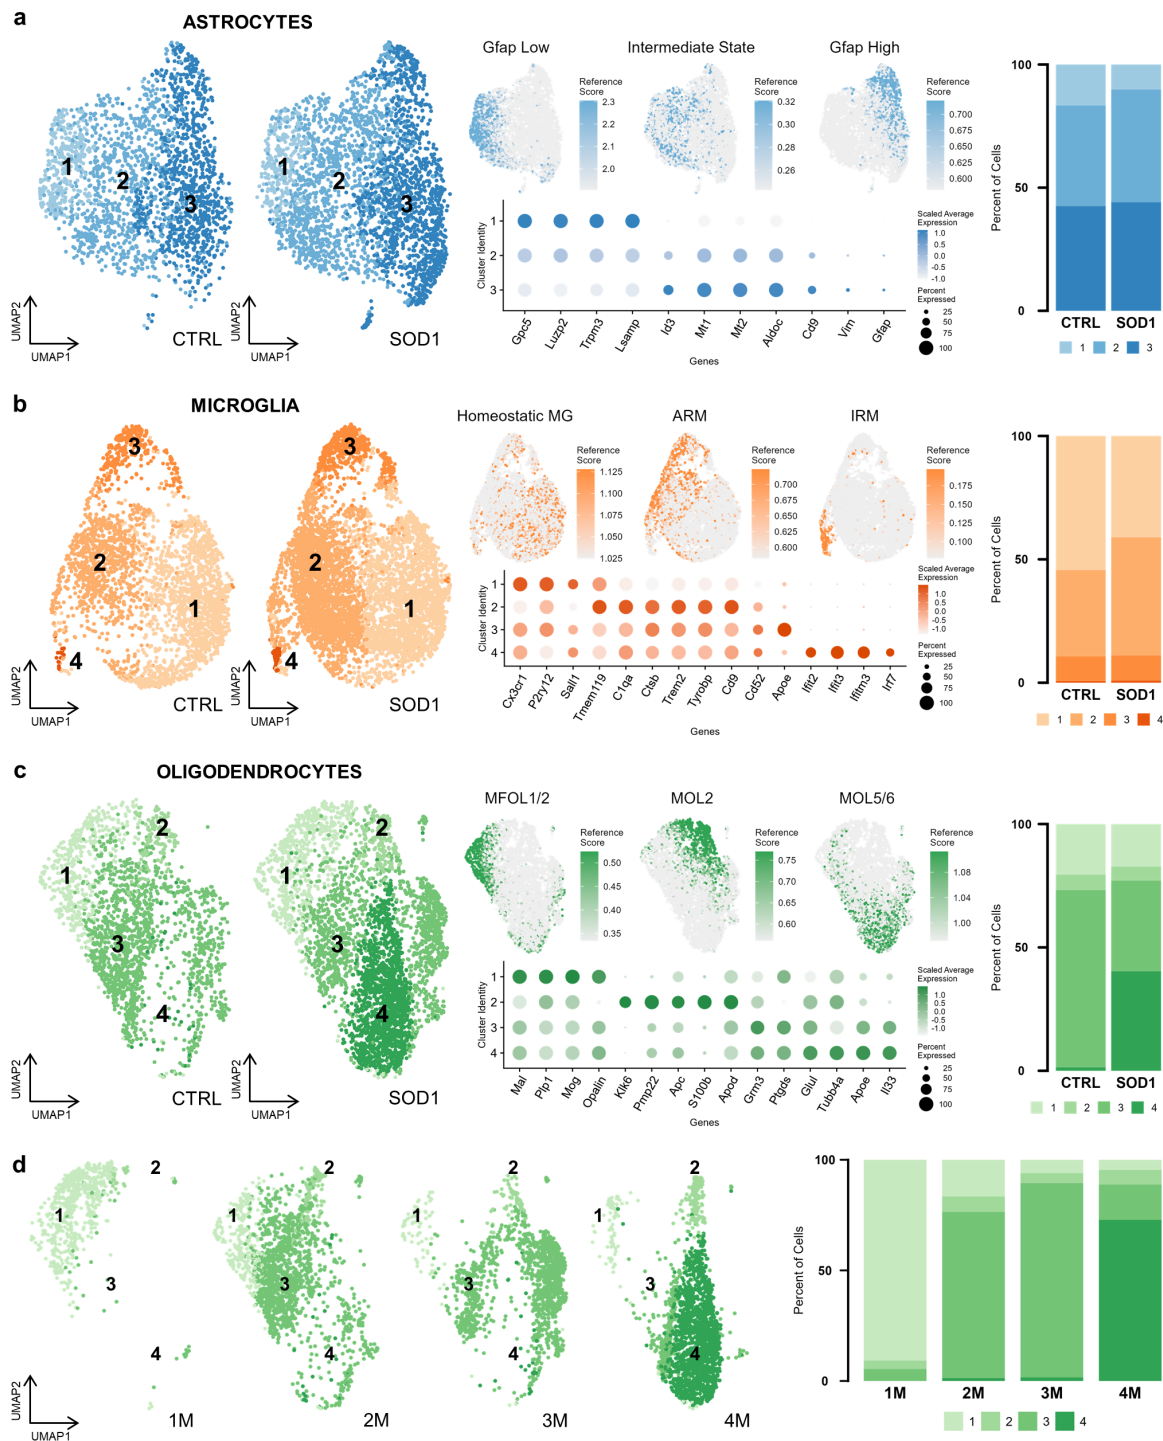 a
ASTROCYTES
1
2
3
1
2
3
UMAP2
UMAP1
CTRL
UMAP2
UMAP1
SOD1
Gfap Low
Intermediate State
Gfap High
Reference
Score
2.3
2.2
2.1
2.0
Reference
Score
0.32
0.30
0.28
0.26
Reference
Score
0.700
0.675
0.650
0.625
0.600
Cluster Identity
1
2
3
Gpc5
Luzp2
Trpm3
Lsamp
Id3
Mt1
Mt2
Aldoc
Cd9
Vim
Gfap
Genes
Scaled Average
Expression
1.0
0.5
0.0
-0.5
-1.0
Percent
Expressed
25
50
75
100
Percent of Cells
100
50
0
CTRL
SOD1
1
2
3
b
MICROGLIA
3
2
1
4
3
2
1
4
UMAP2
UMAP1
CTRL
UMAP2
UMAP1
SOD1
Homeostatic MG
ARM
IRM
Reference
Score
1.125
1.100
1.075
1.050
1.025
Reference
Score
0.700
0.675
0.650
0.625
0.600
Reference
Score
0.175
0.150
0.125
0.100
Cluster Identity
1
2
3
4
Cx3cr1
P2ry12
Sall1
Tmem119
C1qa
Ctsb
Trem2
Tyrobp
Cd9
Cd52
Apoe
Ifit2
Ifit3
Ifitm3
Irf7
Genes
Scaled Average
Expression
1.0
0.5
0.0
-0.5
-1.0
Percent
Expressed
25
50
75
100
Percent of Cells
100
50
0
CTRL
SOD1
1
2
3
4
c
OLIGODENDROCYTES
2
1
3
4
2
1
3
4
UMAP2
UMAP1
CTRL
UMAP2
UMAP1
SOD1
MFOL1/2
MOL2
MOL5/6
Reference
Score
0.50
0.45
0.40
0.35
Reference
Score
0.75
0.70
0.65
0.60
Reference
Score
1.08
1.04
1.00
Cluster Identity
1
2
3
4
Mal
Plp1
Mog
Opalin
Klk6
Pmp22
Apc
S100b
Apod
Grm3
Ptgds
Glul
Tubb4a
Apoe
Il33
Genes
Scaled Average
Expression
1.0
0.5
0.0
-0.5
-1.0
Percent
Expressed
25
50
75
100
Percent of Cells
100
50
0
CTRL
SOD1
1
2
3
4
d
2
1
3
4
UMAP2
UMAP1
1M
2
1
3
4
2M
2
1
3
4
3M
2
1
3
4
4M
Percent of Cells
100
50
0
1M
2M
3M
4M
1
2
3
4